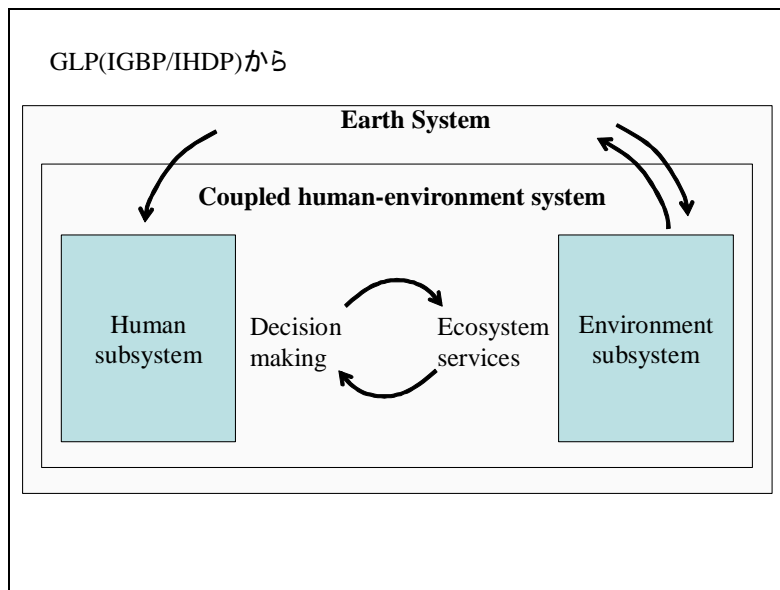 GLP(IGBP/IHDP)から
Earth System
Coupled human-environment system
Human
subsystem
Decision
making
Ecosystem
services
Environment
subsystem